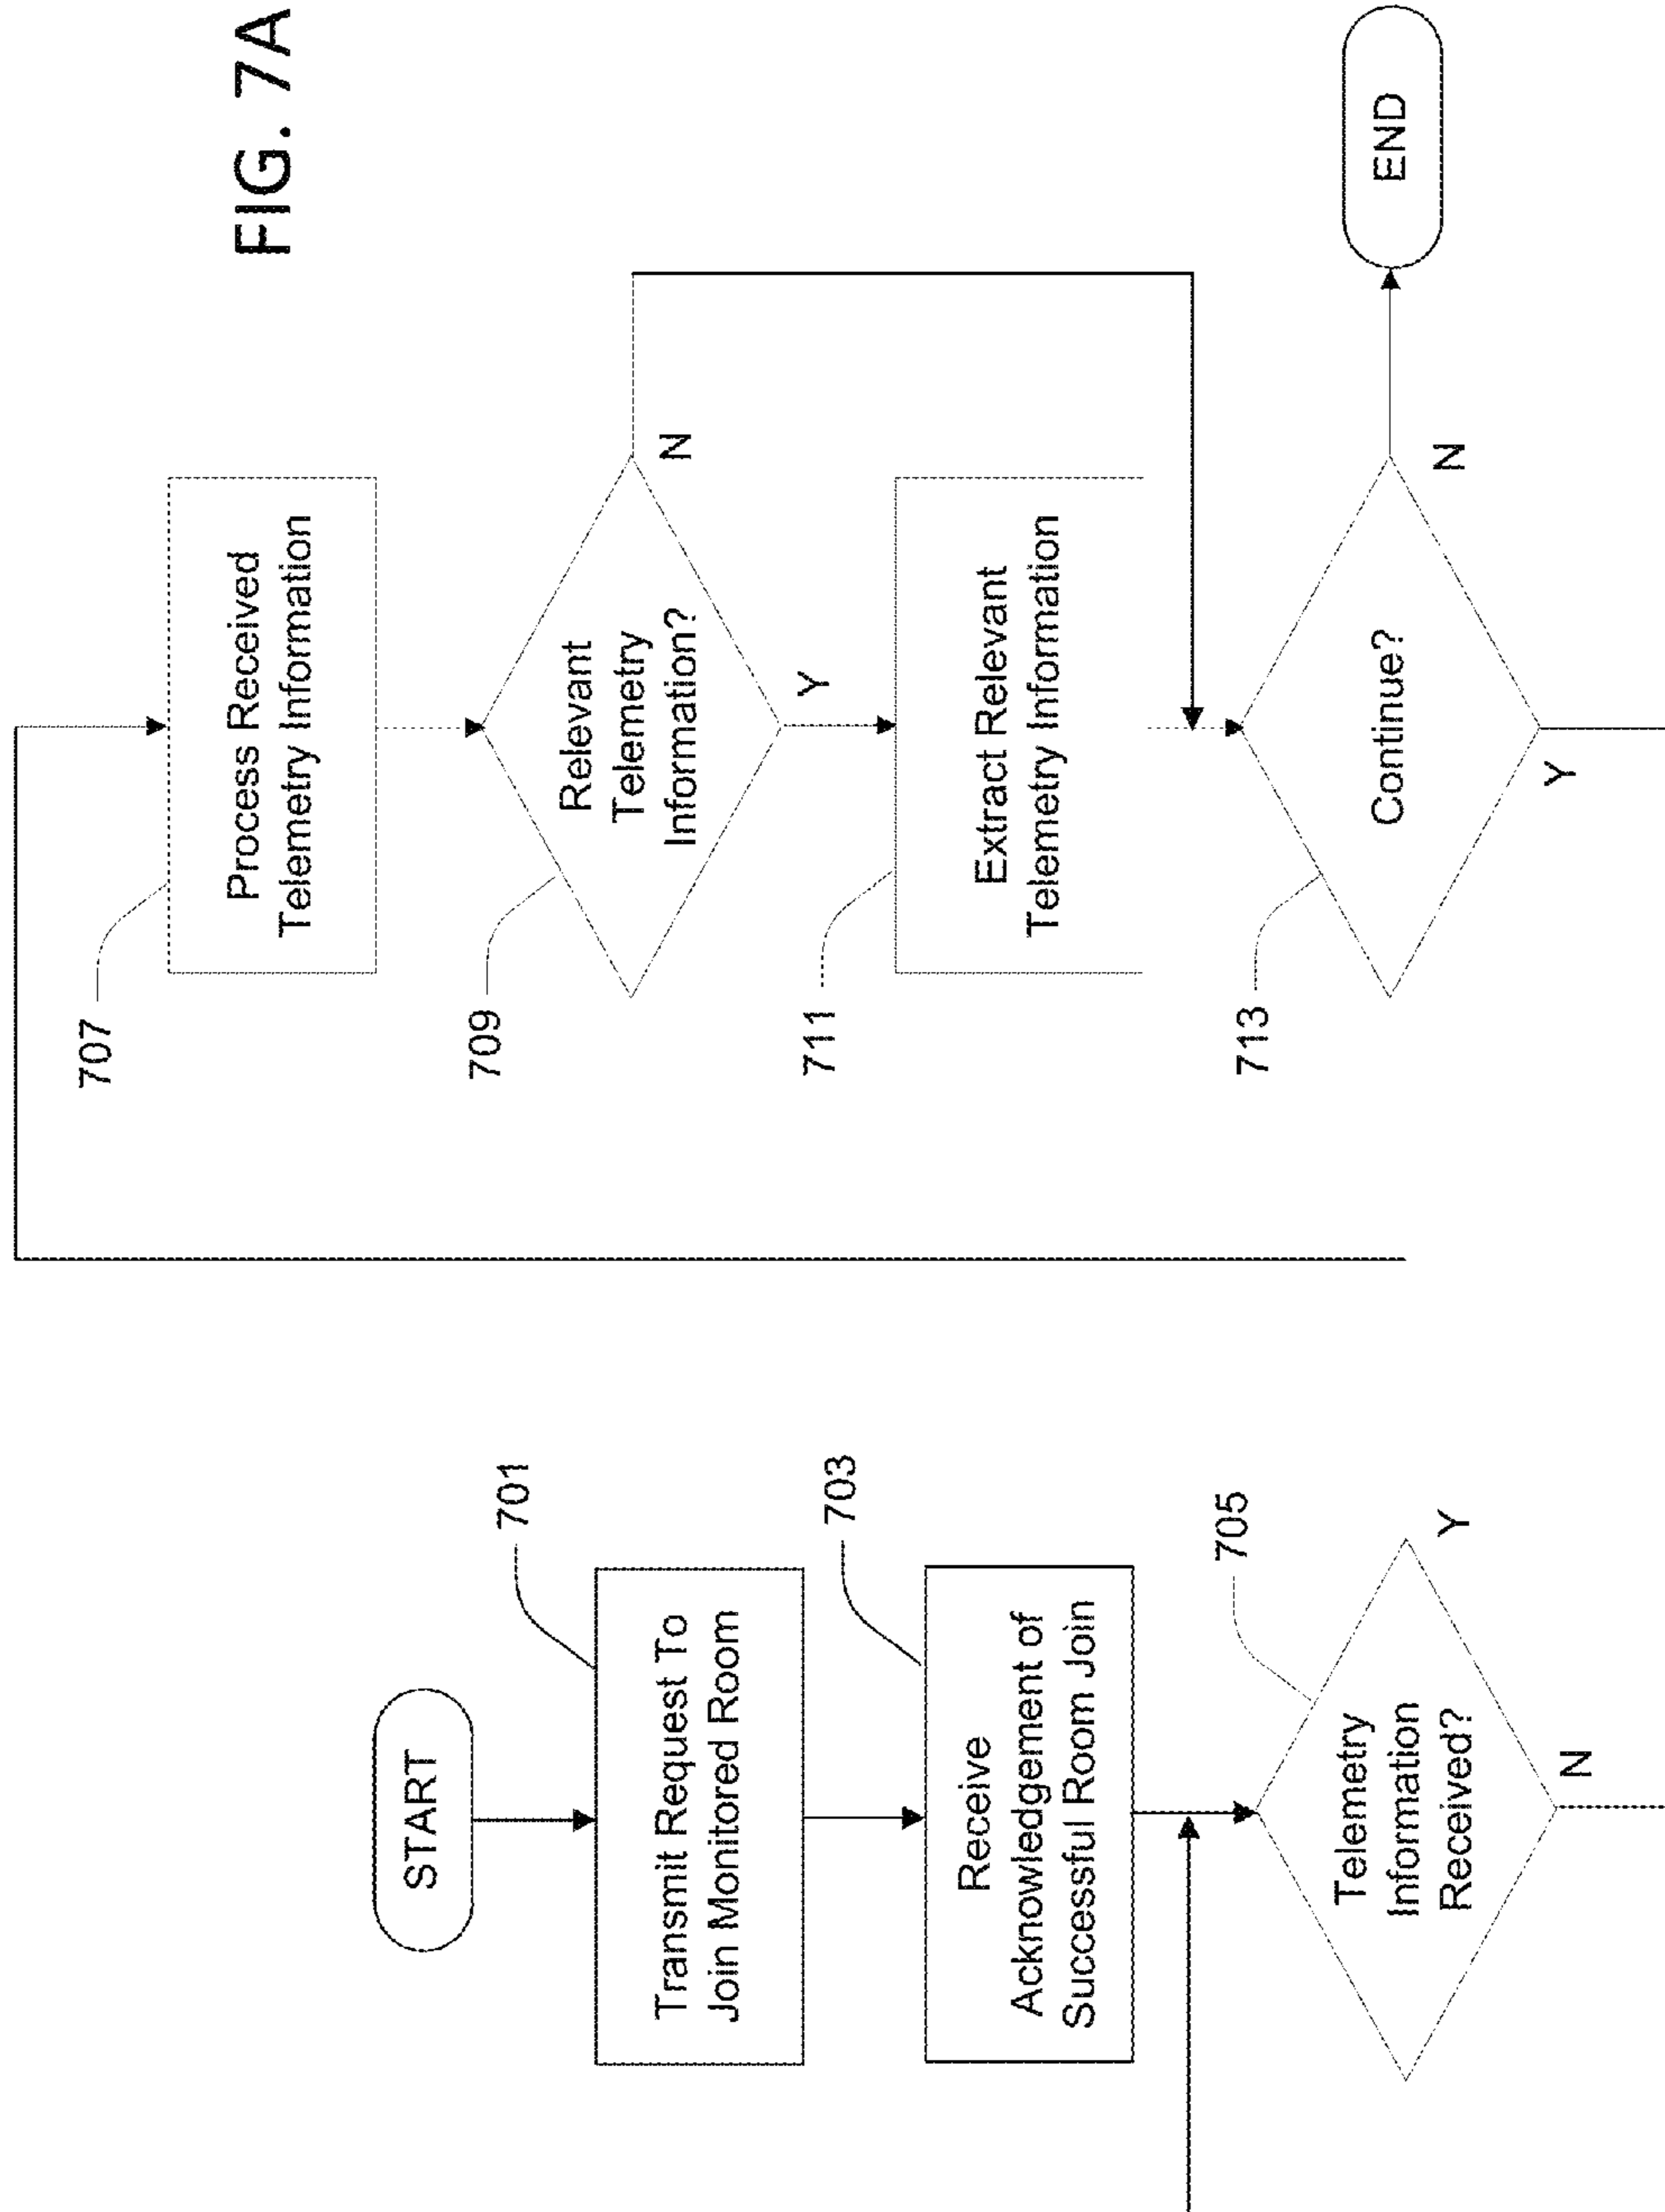 FIG. 7A
START
701
Transmit Request To
Join Monitored Room
703
Receive
Acknowledgement of
Successful Room Join
705
Telemetry
Information
Received?
Y
N
707
Process Received
Telemetry Information
709
Relevant
Telemetry
Information?
N
Y
711
Extract Relevant
Telemetry Information
713
Continue?
N
Y
END